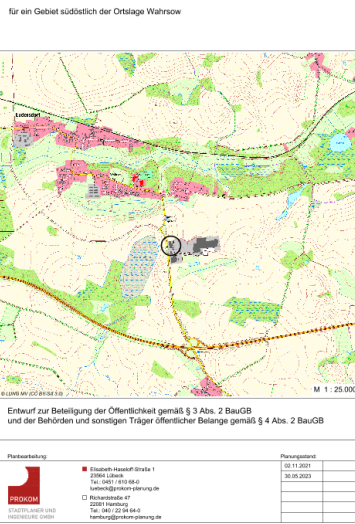 für ein Gebiet südöstlich der Ortslage Wahrsow
Lüdersdorf
© LUNG MV (CC BY-SA 3.0)
M 1 : 25.000
Entwurf zur Beteiligung der Öffentlichkeit gemäß § 3 Abs. 2 BauGB
und der Behörden und sonstigen Träger öffentlicher Belange gemäß § 4 Abs. 2 BauGB
Planbearbeitung:
Planungsstand:
PROKOM
STADTPLANER UND
INGENIEURE GMBH
Elisabeth-Haseloff-Straße 1
23564 Lübeck
Tel.: 0451 / 610 68-0
luebeck@prokom-planung.de
Richardstraße 47
22081 Hamburg
Tel.: 040 / 22 94 64-0
hamburg@prokom-planung.de
02.11.2021
30.05.2023